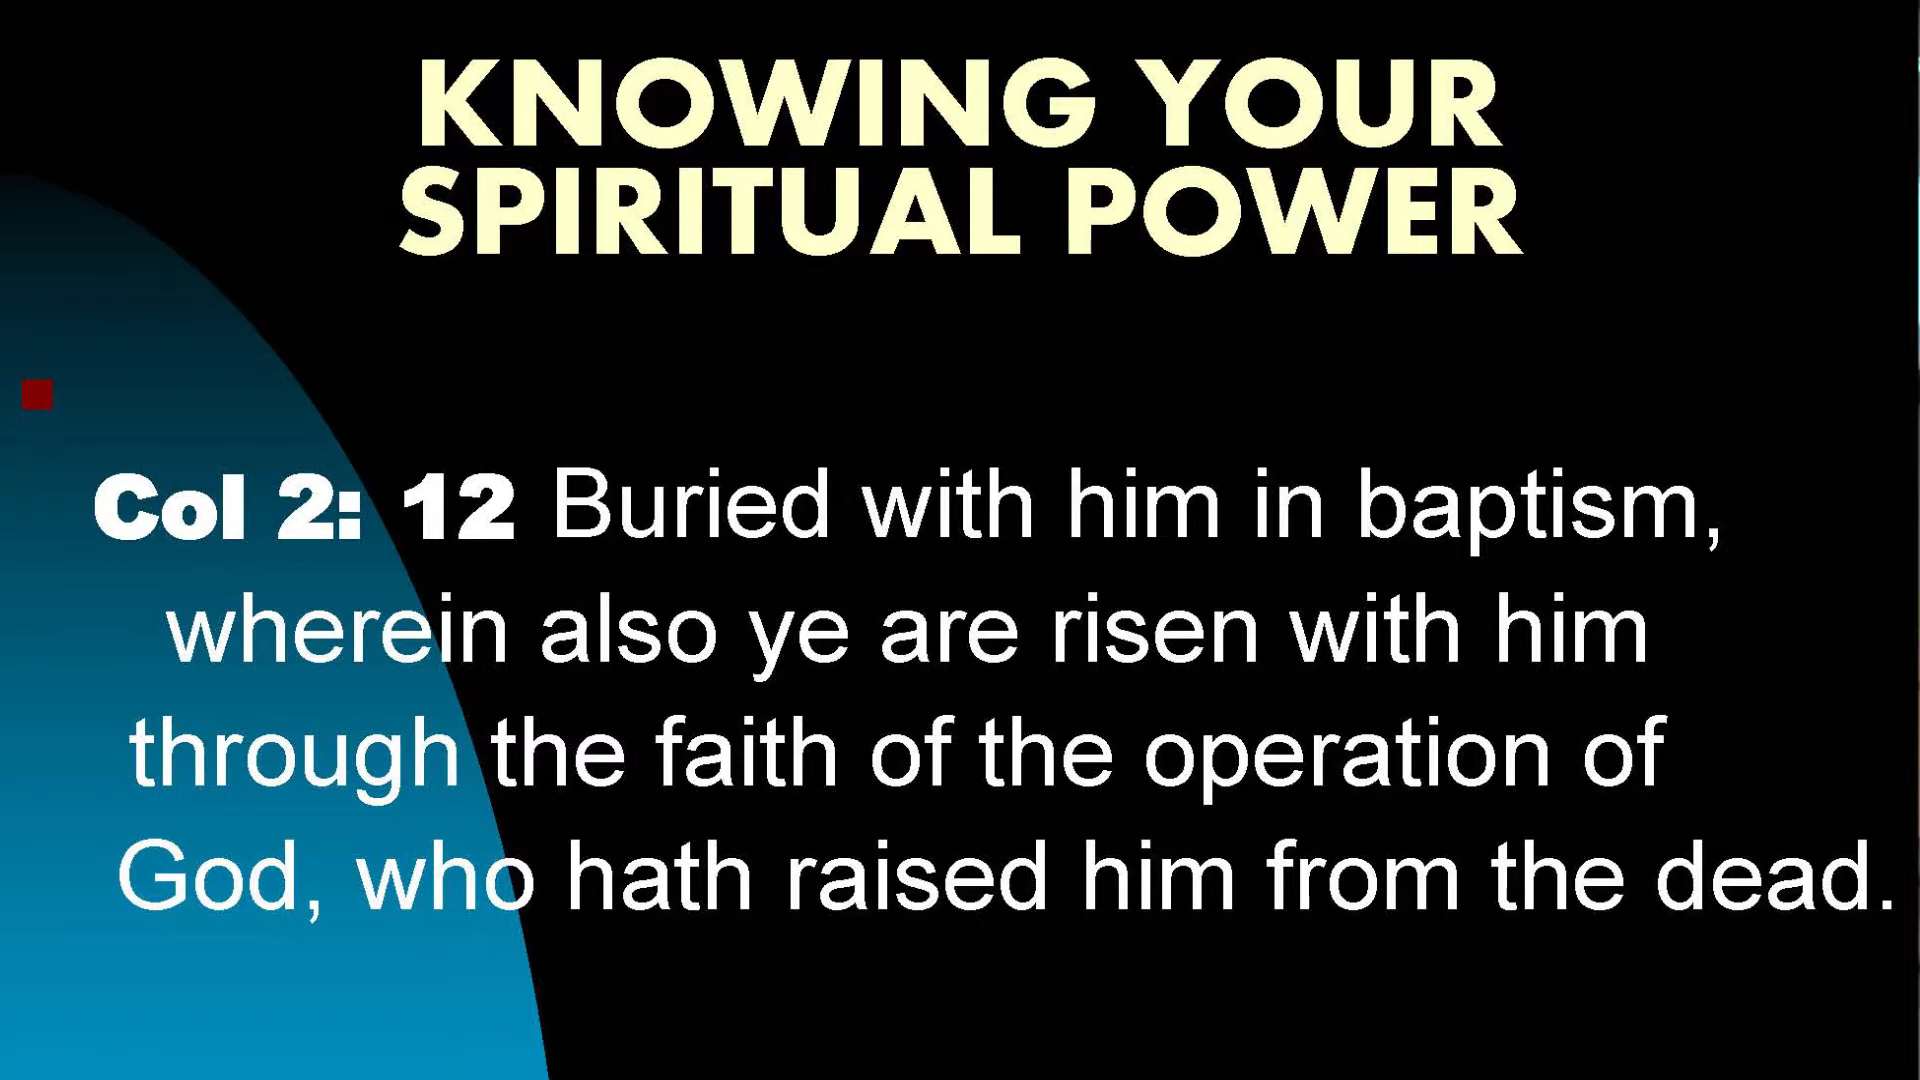 KNOWING YOUR
SPIRITUAL POWER
Col 2: 12 Buried with him in baptism,
wherein also ye are risen with him
through the faith of the operation of
God, who hath raised him from the dead.